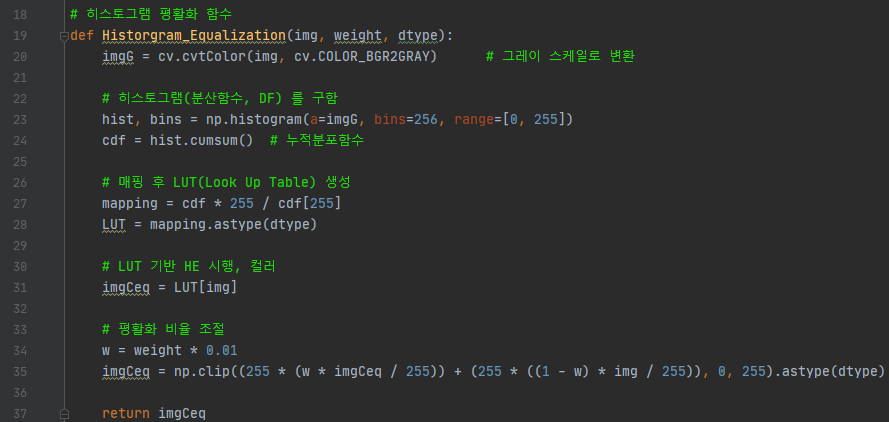 18 # 히스토그램 평활화 함수
19 def Historgram_Equalization(img, weight, dtype):
20     imgG = cv.cvtColor(img, cv.COLOR_BGR2GRAY)      # 그레이 스케일로 변환
21
22     # 히스토그램(분산함수, DF) 를 구함
23     hist, bins = np.histogram(a=imgG, bins=256, range=[0, 255])
24     cdf = hist.cumsum()  # 누적분포함수
25
26     # 매핑 후 LUT(Look Up Table) 생성
27     mapping = cdf * 255 / cdf[255]
28     LUT = mapping.astype(dtype)
29
30     # LUT 기반 HE 시행, 컬러
31     imgCeq = LUT[img]
32
33     # 평활화 비율 조절
34     w = weight * 0.01
35     imgCeq = np.clip((255 * (w * imgCeq / 255)) + (255 * ((1 - w) * img / 255)), 0, 255).astype(dtype)
36
37     return imgCeq